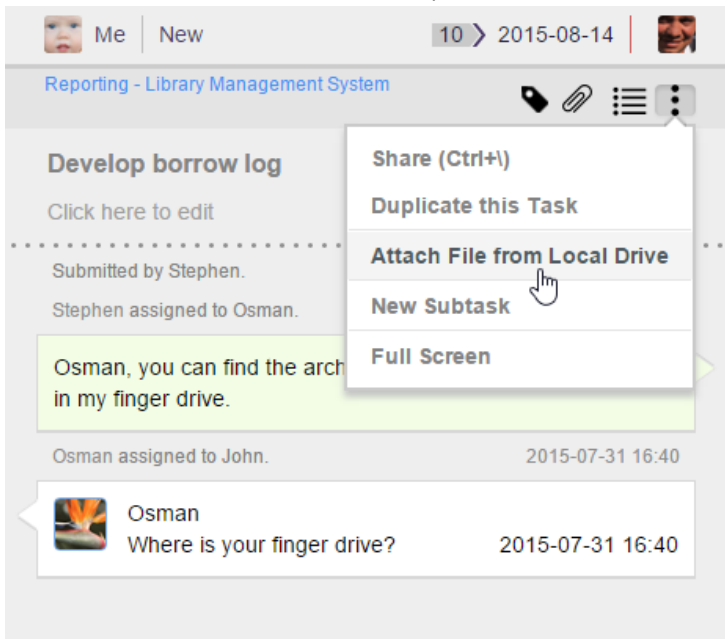 Me New 10 2015-08-14
Reporting - Library Management System
Develop borrow log
Click here to edit
Share (Ctrl+\)
Duplicate this Task
Attach File from Local Drive
New Subtask
Full Screen
Submitted by Stephen.
Stephen assigned to Osman.
Osman, you can find the arch
in my finger drive.
Osman assigned to John. 2015-07-31 16:40
Osman
Where is your finger drive? 2015-07-31 16:40